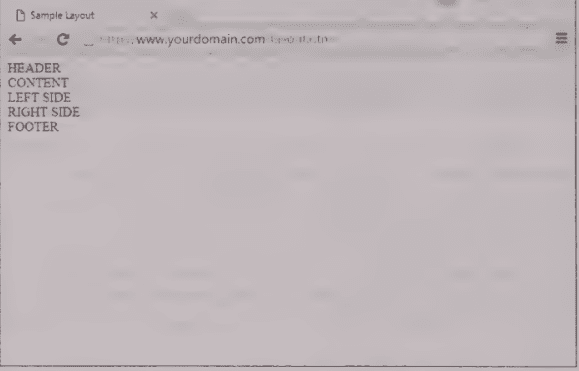 Sample Layout
www.yourdomain.com
HEADER
CONTENT
LEFT SIDE
RIGHT SIDE
FOOTER